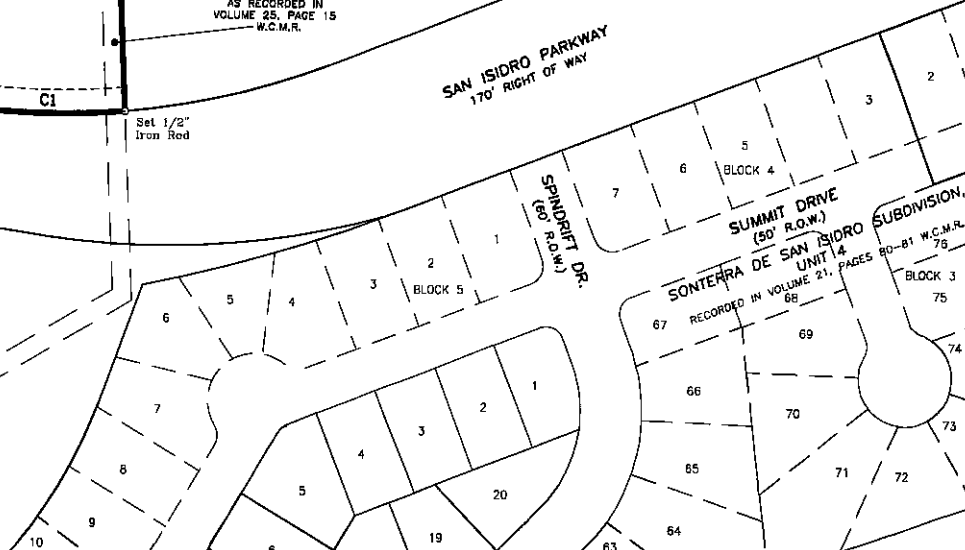 AS RECORDED IN
VOLUME 25, PAGE 15
W.C.M.R.
C1
Set 1/2"
Iron Rod
SAN ISIDRO PARKWAY
170' RIGHT OF WAY
2
3
5
BLOCK 4
6
7
SPINDRIFT DR.
(60' R.O.W.)
SUMMIT DRIVE
(50' R.O.W.)
SONTERRA DE SAN ISIDRO SUBDIVISION,
UNIT 4
RECORDED IN VOLUME 21, PAGES 80-81 W.C.M.R.
1
2
BLOCK 5
3
4
5
6
7
8
9
10
1
2
3
4
5
6
19
20
67
68
69
66
65
64
63
70
71
72
73
74
75
76
BLOCK 3